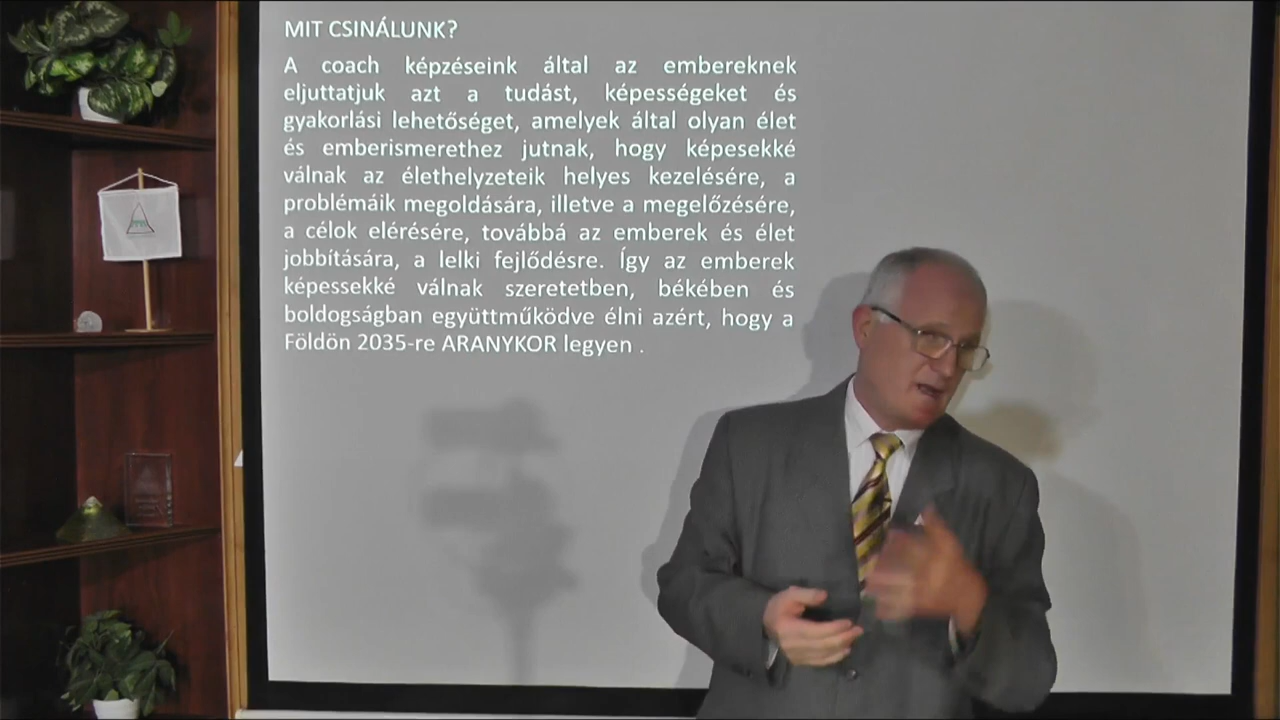 MIT CSINÁLUNK?
A coach képzéseink által az embereknek
eljuttatjuk azt a tudást, képességeket és
gyakorlási lehetőséget, amelyek által olyan élet
és emberismerethez jutnak, hogy képesekké
válnak az élethelyzeteik helyes kezelésére, a
problémáik megoldására, illetve a megelőzésére,
a célok elérésére, továbbá az emberek és élet
jobbítására, a lelki fejlődésre. Így az emberek
képessekké válnak szeretetben, békében és
boldogságban együttműködve élni azért, hogy a
Földön 2035-re ARANYKOR legyen .